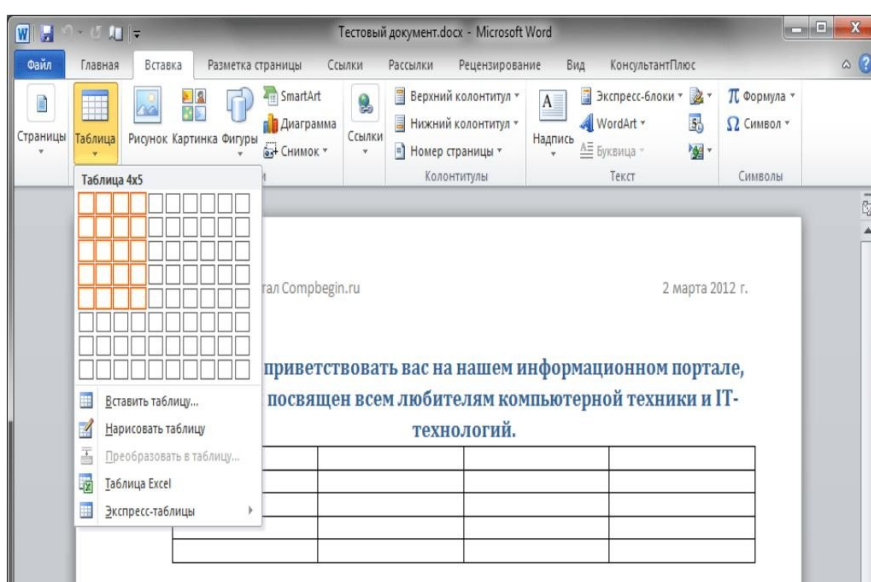 Тестовый документ.docx - Microsoft Word
Файл Главная Вставка Разметка страницы Ссылки Рассылки Рецензирование Вид КонсультантПлюс
Страницы
Таблица
Рисунок Картинка Фигуры
SmartArt
Диаграмма
Снимок
Ссылки
Верхний колонтитул
Нижний колонтитул
Номер страницы
Колонтитулы
Надпись
Экспресс-блоки
WordArt
Буквица
Текст
Формула
Символ
Символы
Таблица 4x5
Вставить таблицу...
Нарисовать таблицу
Преобразовать в таблицу...
Таблица Excel
Экспресс-таблицы
Compbegin.ru 2 марта 2012 г.
приветствовать вас на нашем информационном портале,
посвящен всем любителям компьютерной техники и IT-
технологий.